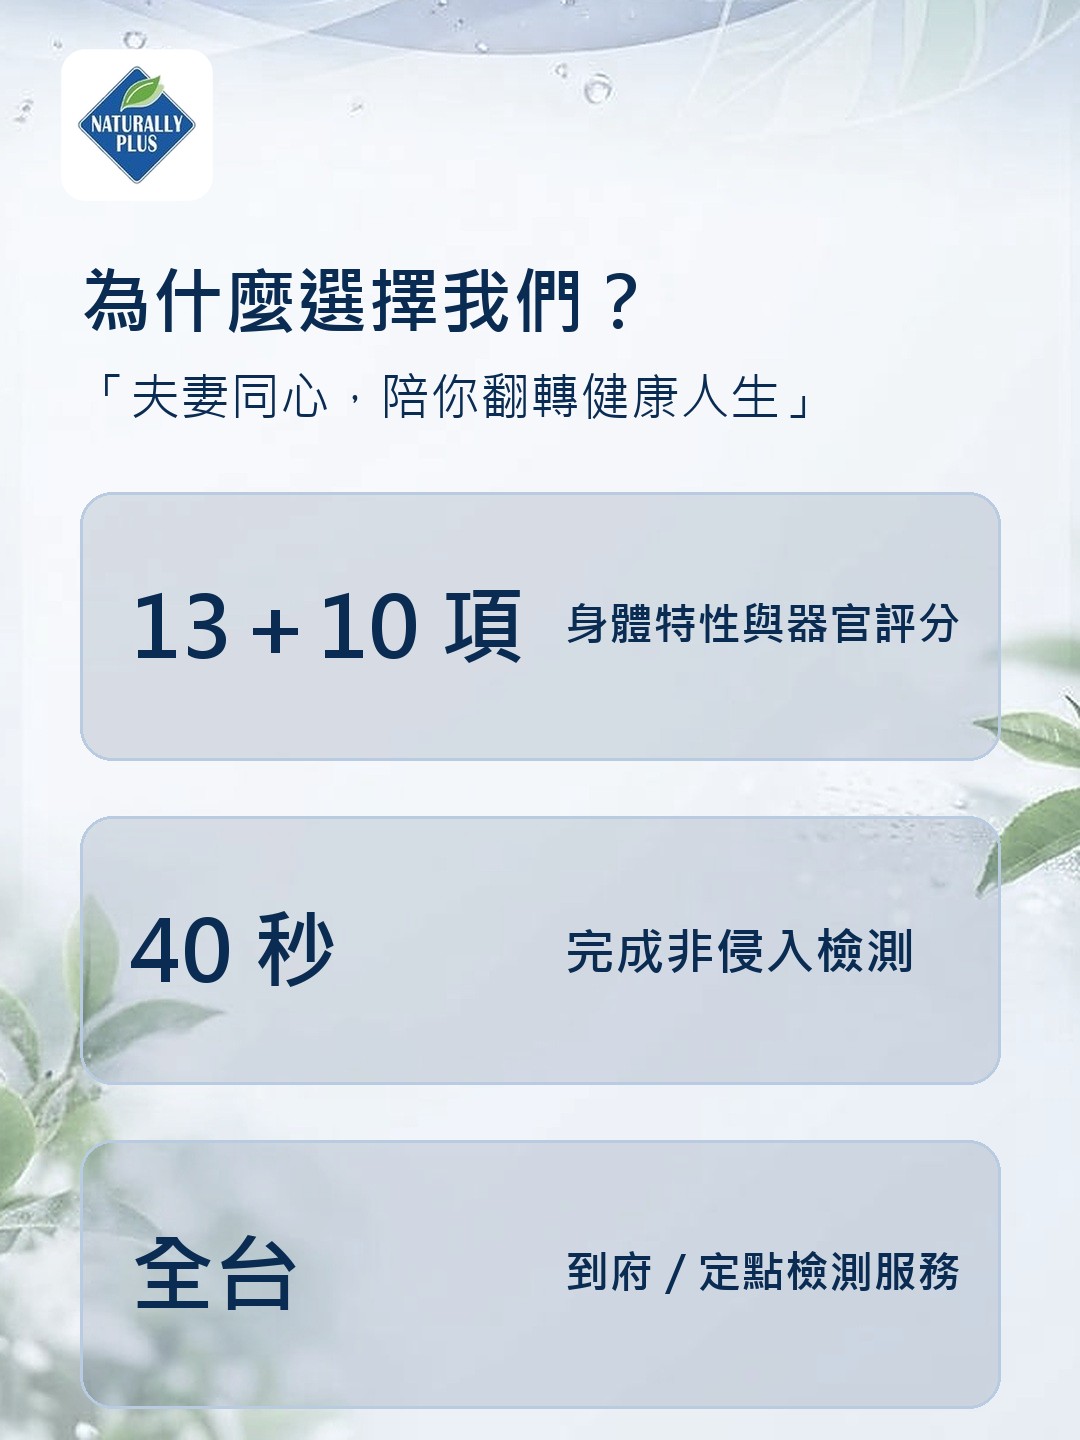 NATURALLY
PLUS
為什麼選擇我們？
「夫妻同心，陪你翻轉健康人生」
13+10 項 身體特性與器官評分
40 秒 完成非侵入檢測
全台 到府 / 定點檢測服務